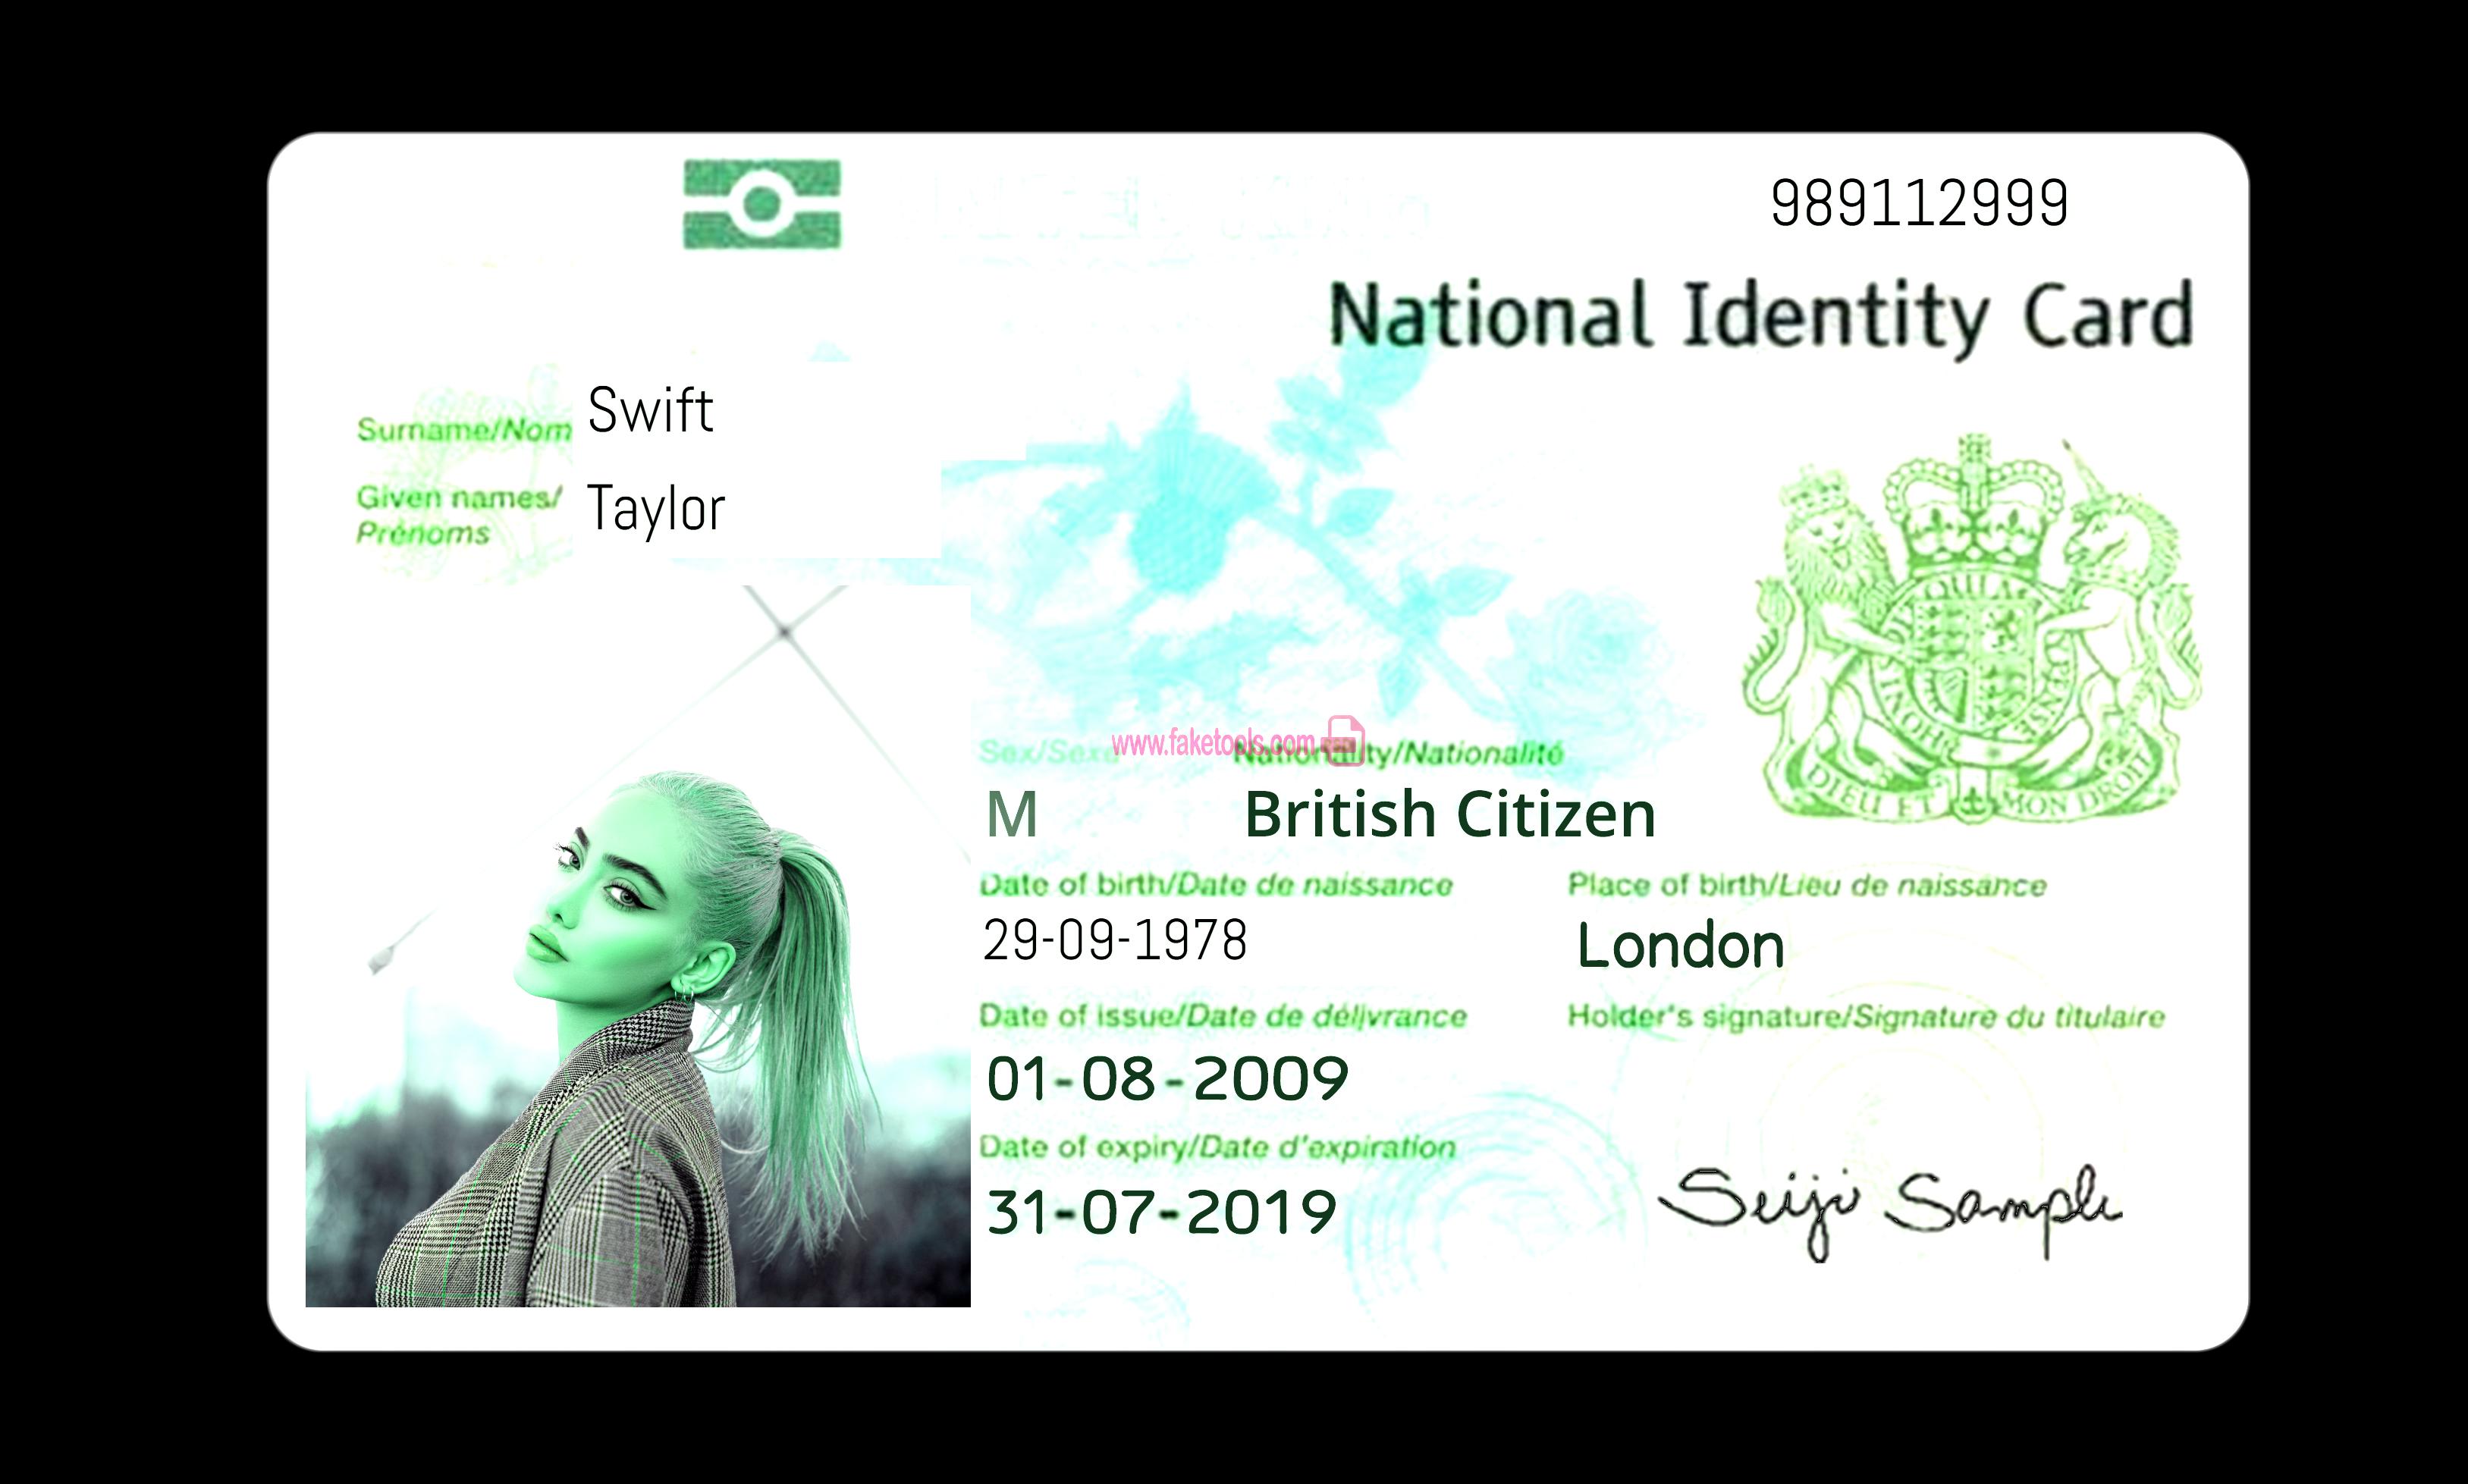 989112999
National Identity Card
Surname/Nom Swift
Given names/ Taylor
Prénoms
www.faketools.com
Sex/Sexe Nationality/Nationalité
M British Citizen
Date of birth/Date de naissance Place of birth/Lieu de naissance
29-09-1978 London
Date of issue/Date de délivrance Holder's signature/Signature du titulaire
01-08-2009
Date of expiry/Date d'expiration
31-07-2019
Seiji Sample
DIEU ET MON DROIT